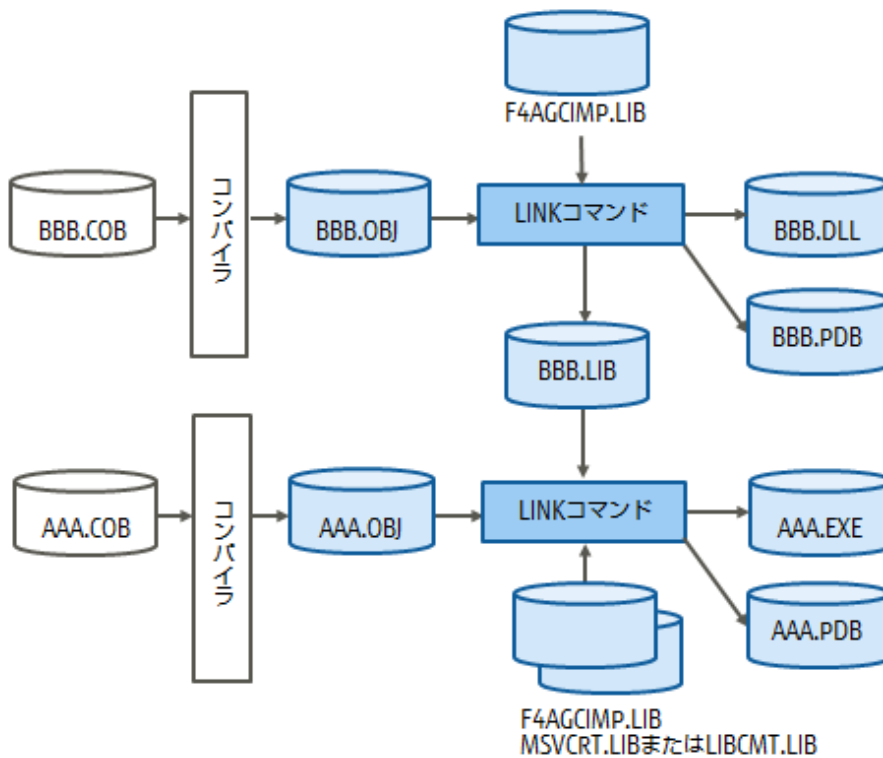 F4AGCIMP.LIB
コンパイラ
BBB.COB
BBB.OBJ
LINKコマンド
BBB.DLL
BBB.PDB
BBB.LIB
コンパイラ
AAA.COB
AAA.OBJ
LINKコマンド
AAA.EXE
AAA.PDB
F4AGCIMP.LIB
MSVCRT.LIBまたはLIBCMT.LIB